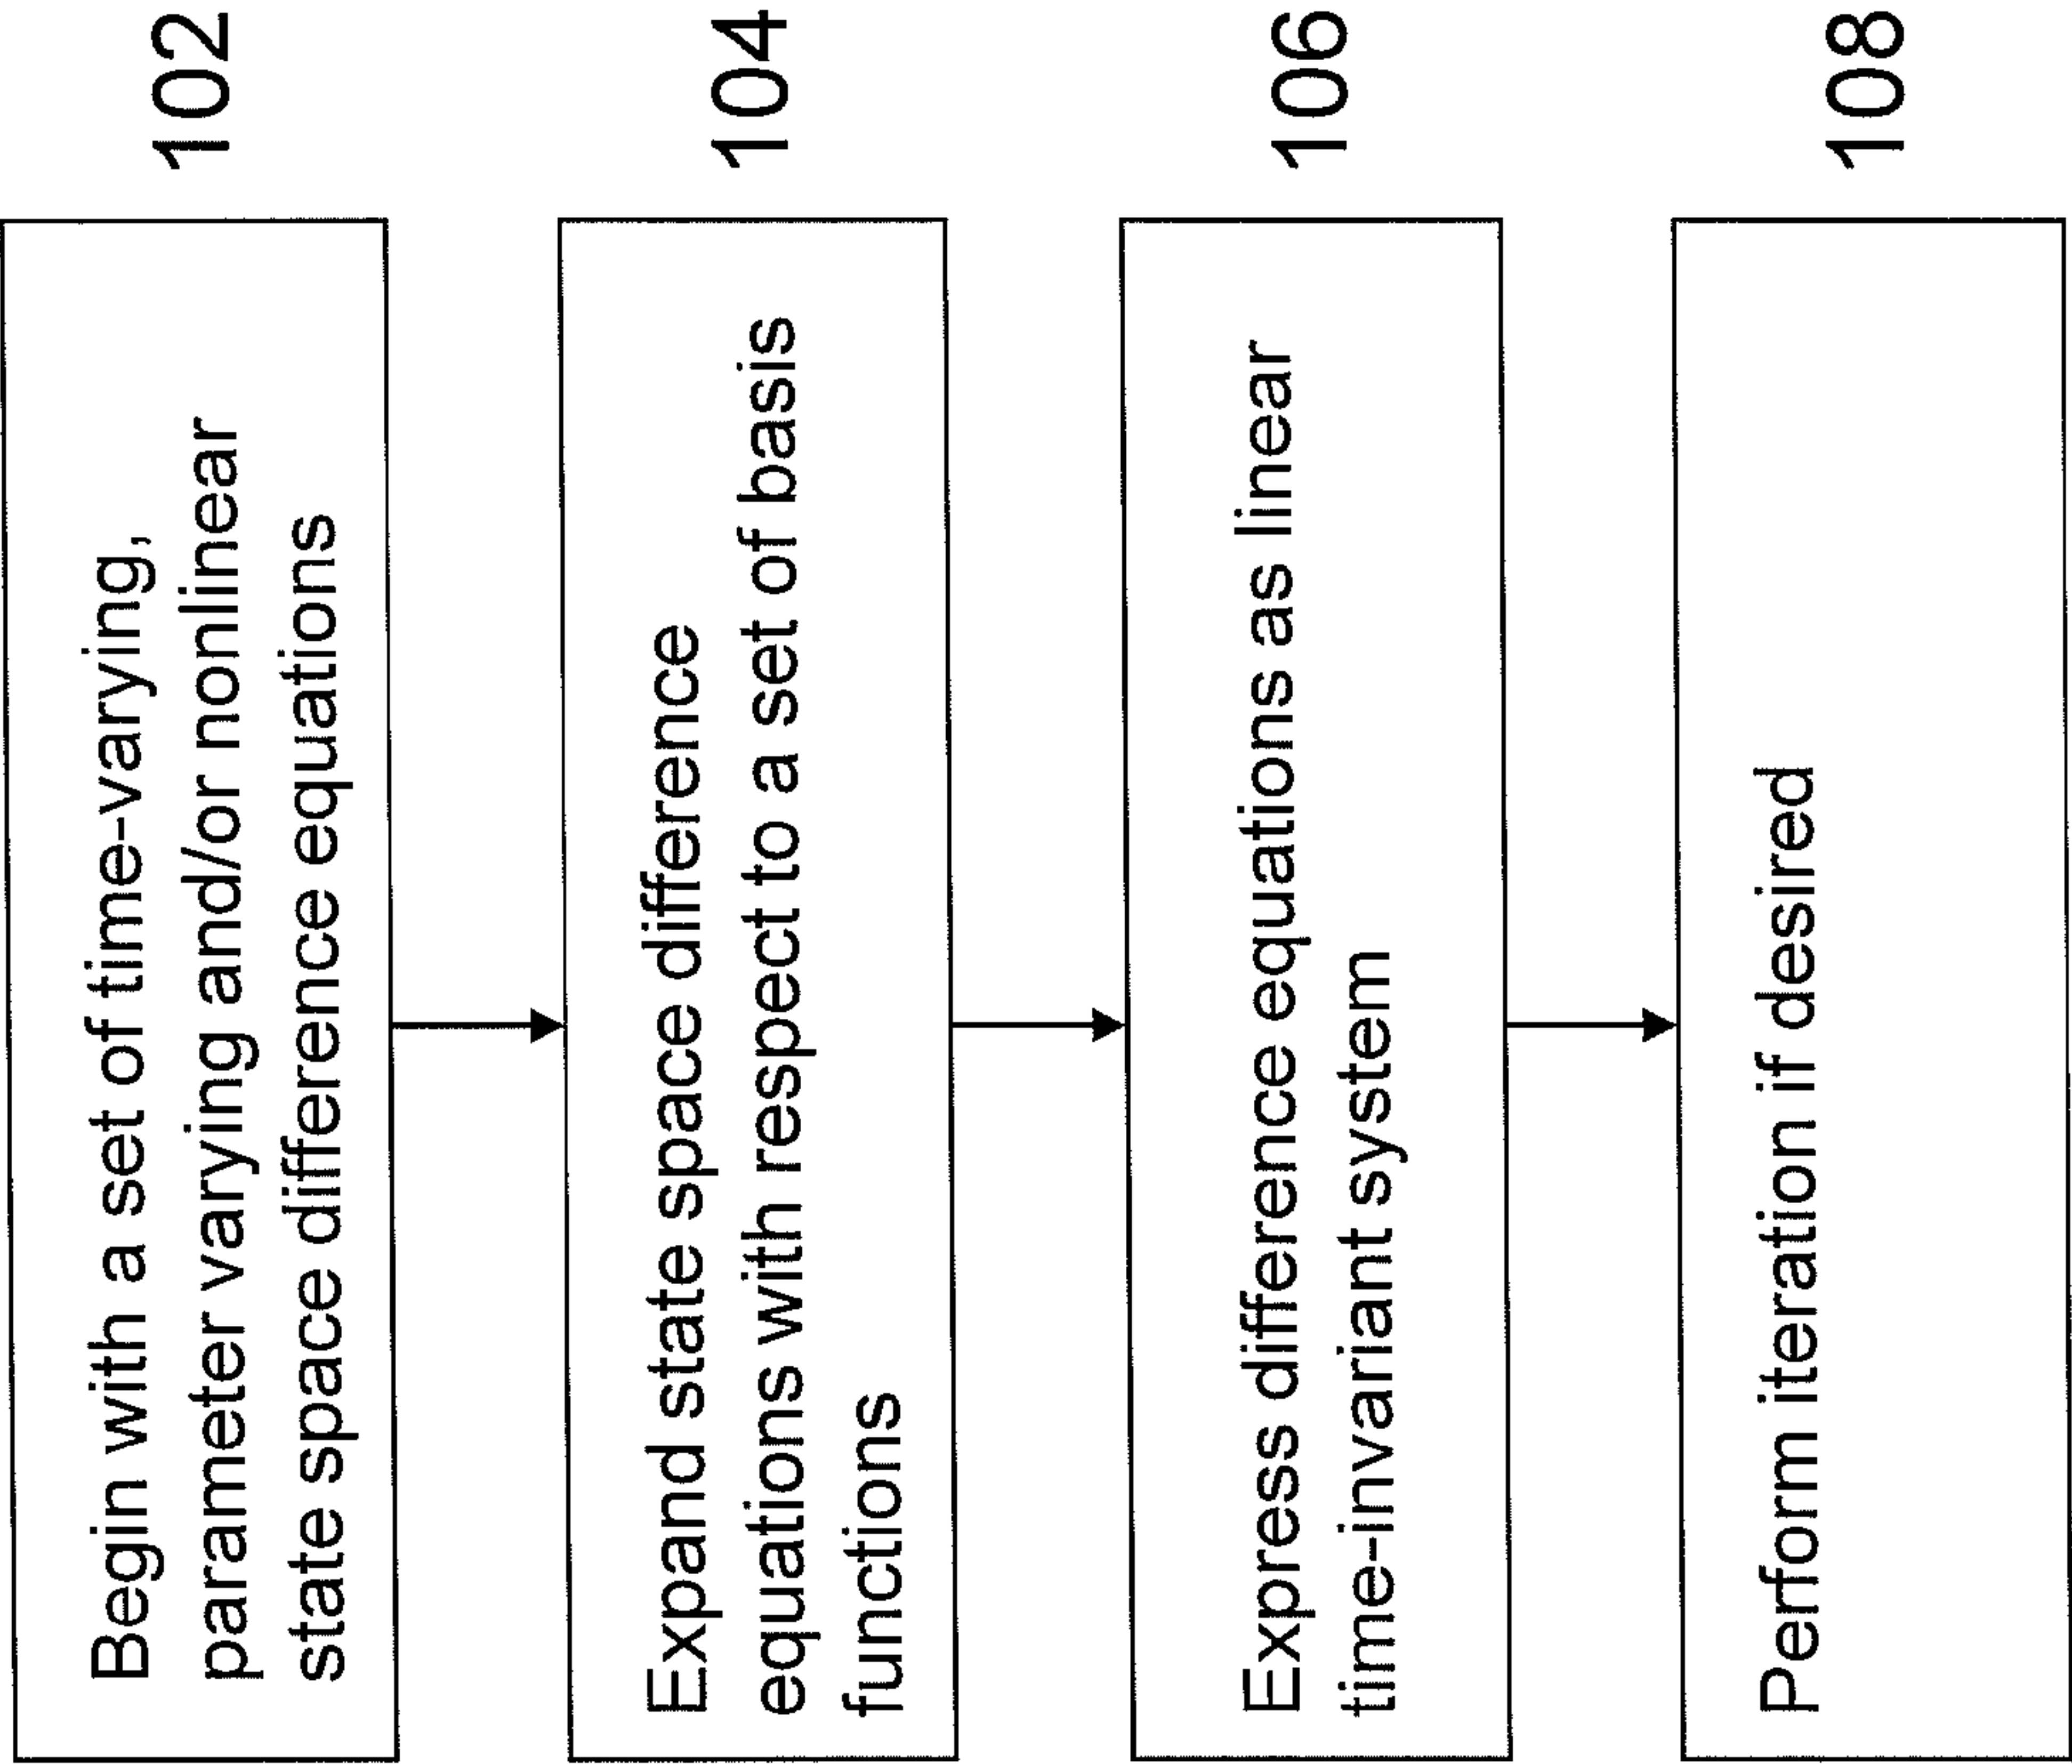 Begin with a set of time-varying,
parameter varying and/or nonlinear
state space difference equations
102
Expand state space difference
equations with respect to a set of basis
functions
104
Express difference equations as linear
time-invariant system
106
Perform iteration if desired
108